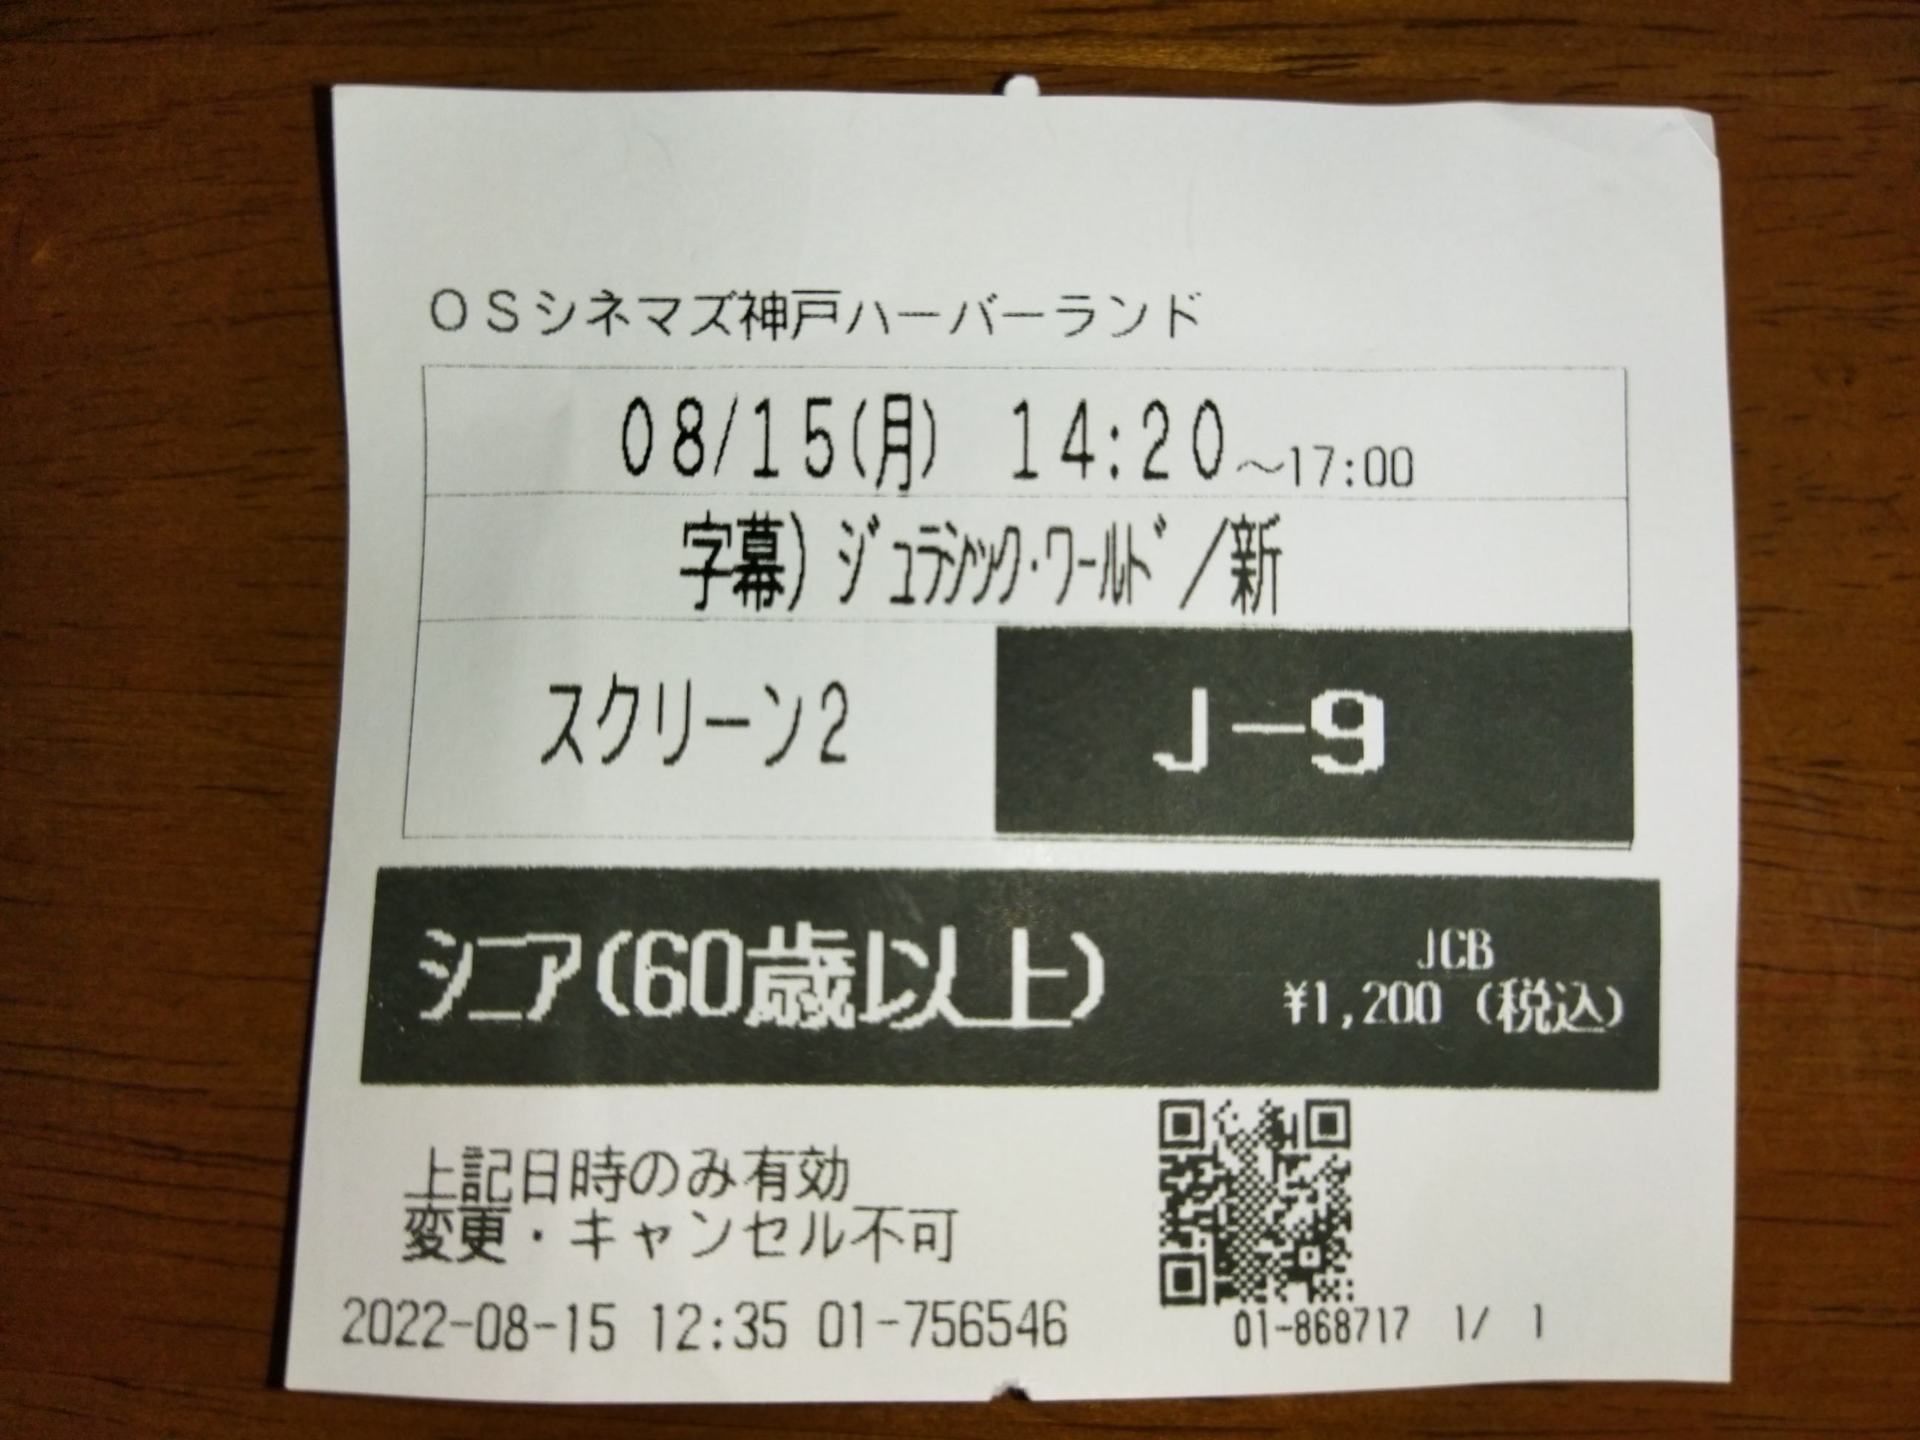 ＯＳシネマズ神戸ハーバーランド
08/15(月) 14:20～17:00
字幕) ｼﾞｭﾗｼｯｸ・ﾜｰﾙﾄﾞ／新
スクリーン2
J－9
ｼﾆｱ(60歳以上)
JCB
¥1,200 (税込)
上記日時のみ有効
変更・キャンセル不可
2022-08-15 12:35 01-756546
01-868717 1/ 1